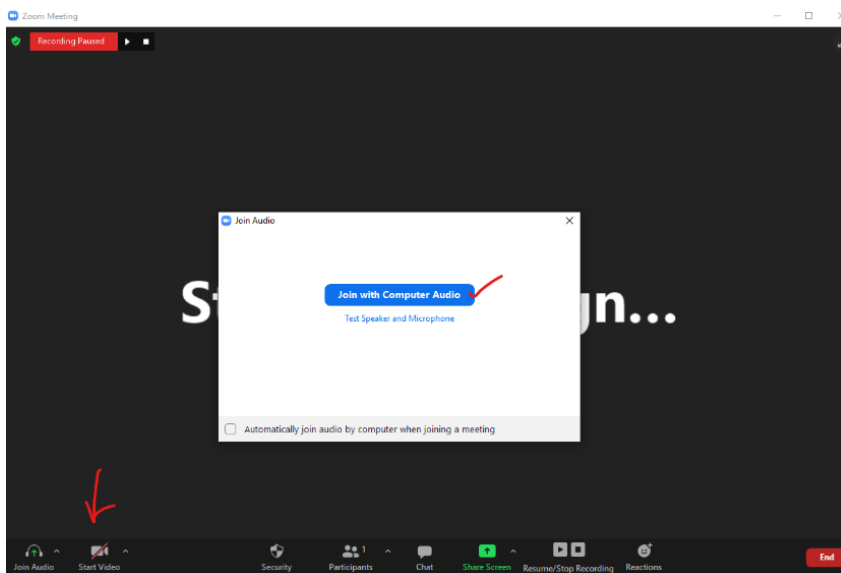 Zoom Meeting
Recording Paused
Join Audio
Join with Computer Audio
Test Speaker and Microphone
Automatically join audio by computer when joining a meeting
1
Join Audio
Start Video
Security
Participants
Chat
Share Screen
Resume/Stop Recording
Reactions
End